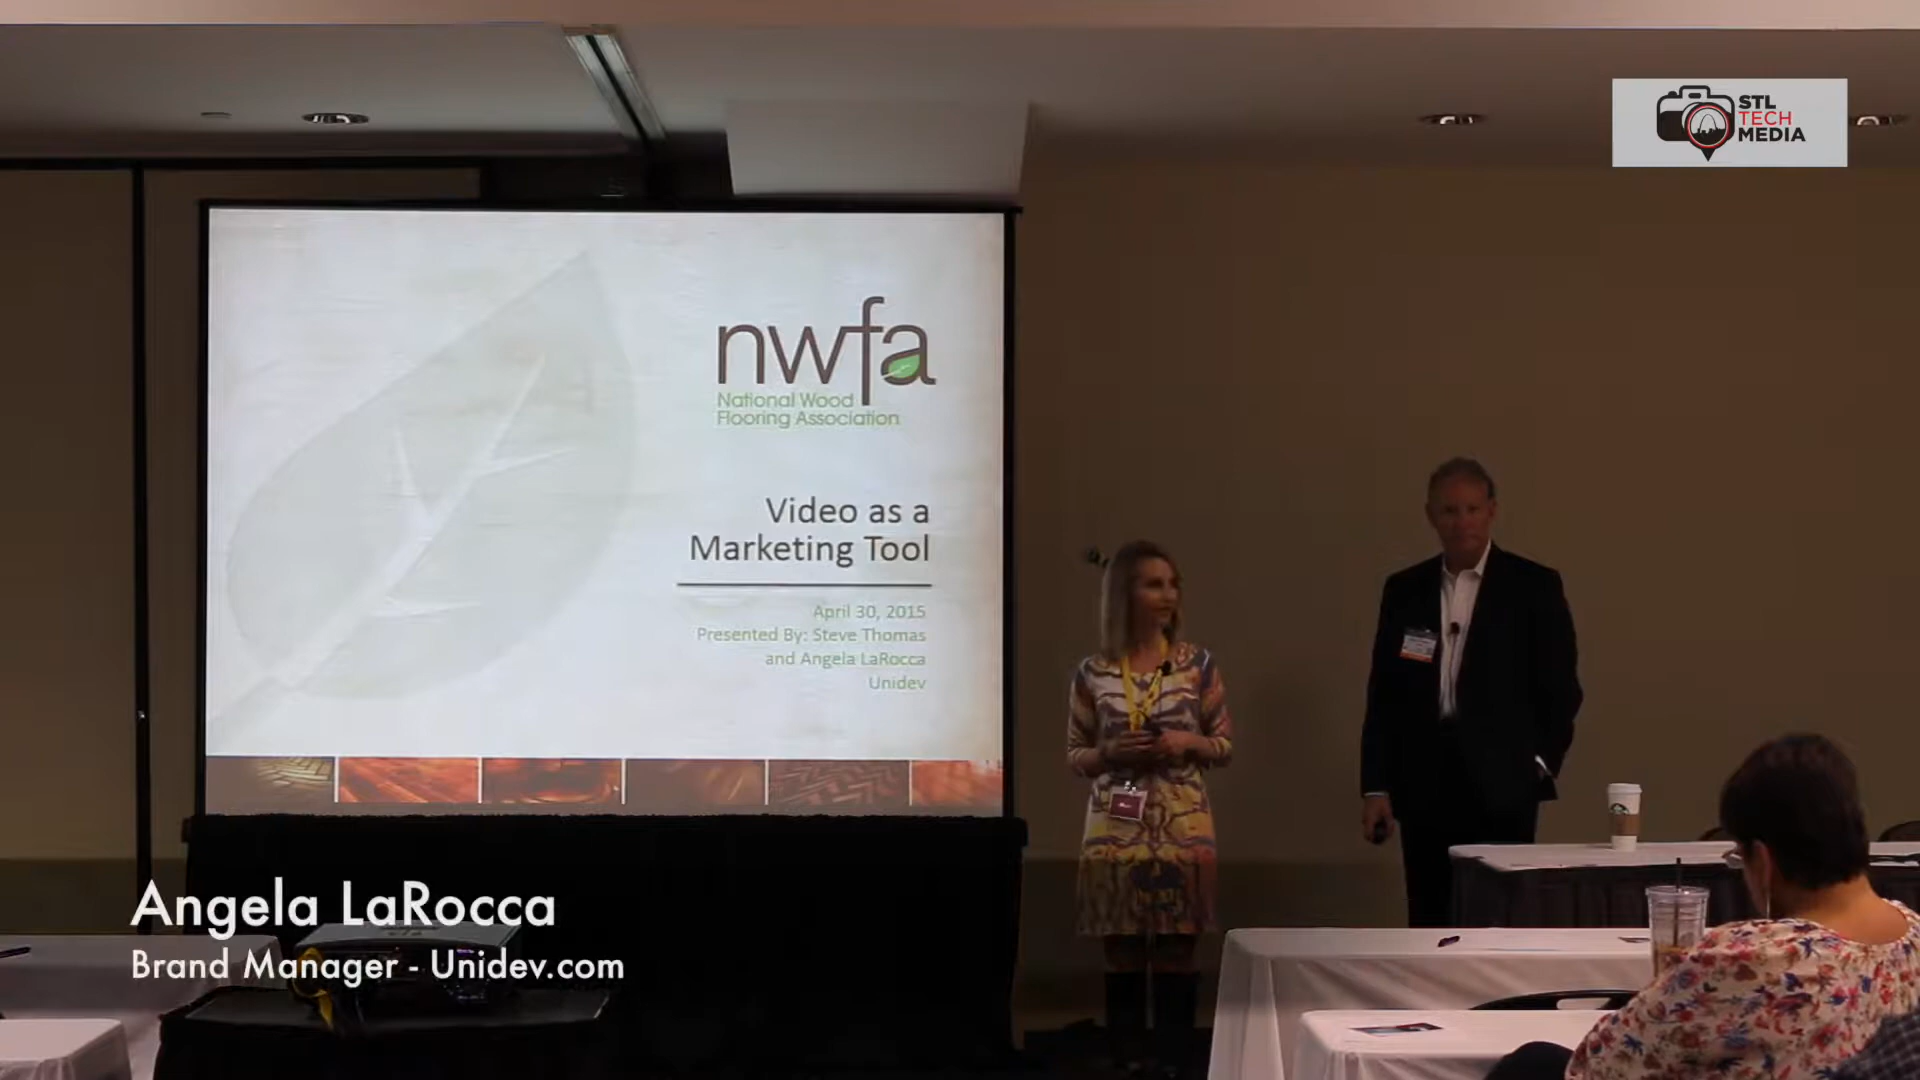 STL
TECH
MEDIA
nwfa
National Wood
Flooring Association
Video as a
Marketing Tool
April 30, 2015
Presented By: Steve Thomas
and Angela LaRocca
Unidev
Angela LaRocca
Brand Manager - Unidev.com